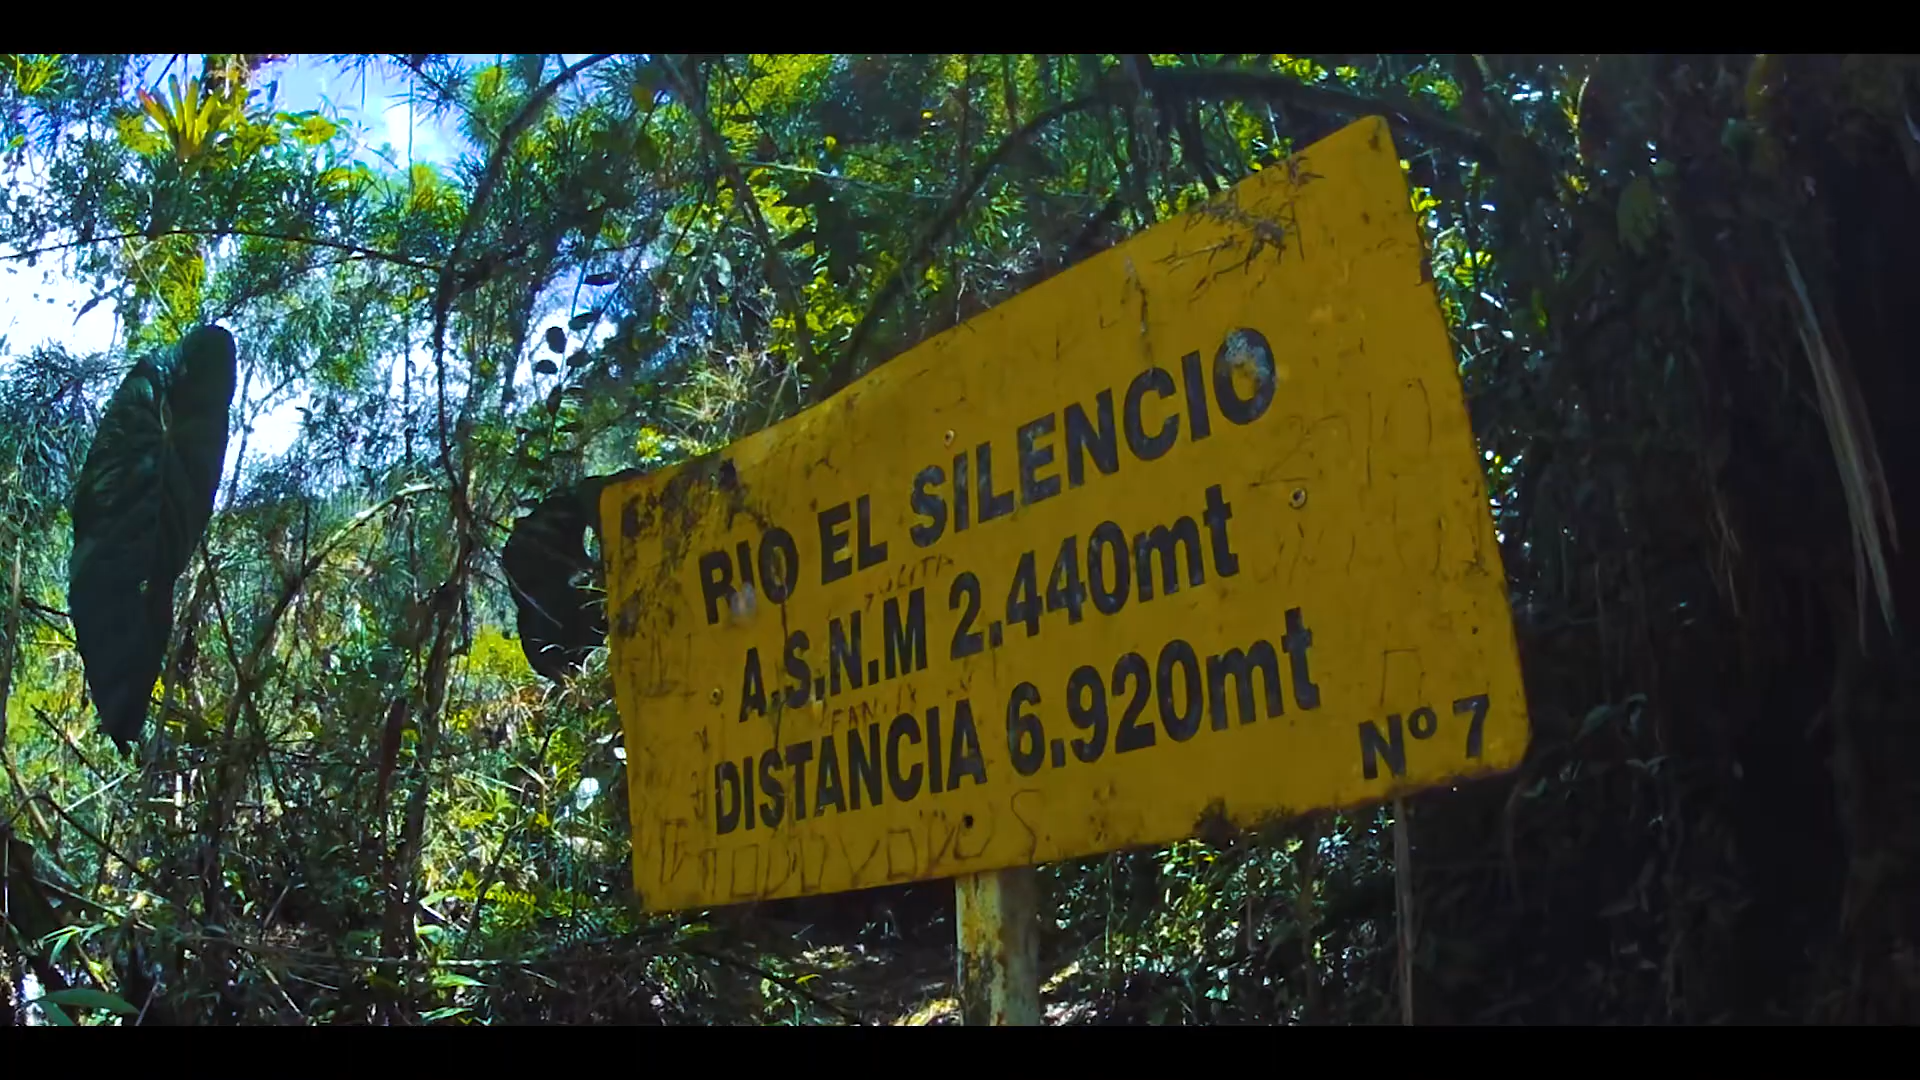 RIO EL SILENCIO
A.S.N.M 2.440mt
DISTANCIA 6.920mt
Nº 7